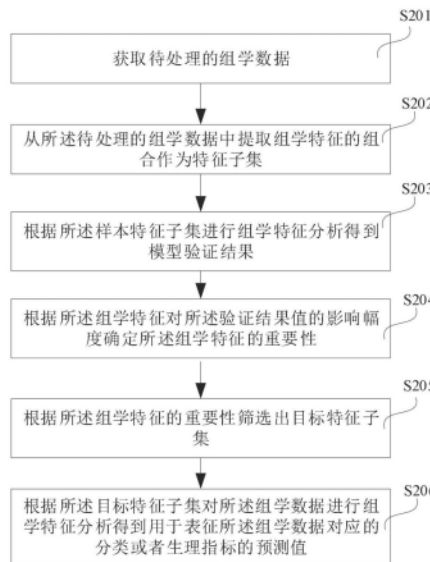 S201
获取待处理的组学数据
S202
从所述待处理的组学数据中提取组学特征的组
合作为特征子集
S203
根据所述样本特征子集进行组学特征分析得到
模型验证结果
S204
根据所述组学特征对所述验证结果值的影响幅
度确定所述组学特征的重要性
S205
根据所述组学特征的重要性筛选出目标特征子
集
S206
根据所述目标特征子集对所述组学数据进行组
学特征分析得到用于表征所述组学数据对应的
分类或者生理指标的预测值